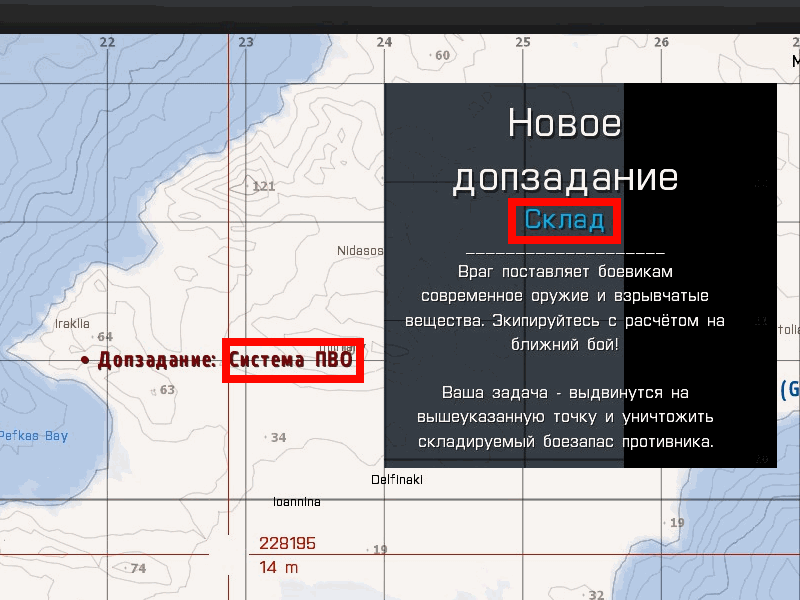 22 23 24 25 26
60
Новое
допзадание
121
Склад
Nidasos
Враг поставляет боевикам
современное оружие и взрывчатые
вещества. Экипируйтесь с расчётом на
ближний бой!
Iraklia
64
• Допзадание: Система ПВО
63
Ваша задача - выдвинутся на
вышеуказанную точку и уничтожить
складируемый боезапас противника.
(G
Pefkas Bay
34
Delfinaki
Ioannina
19
228195
19
14 m
74
32